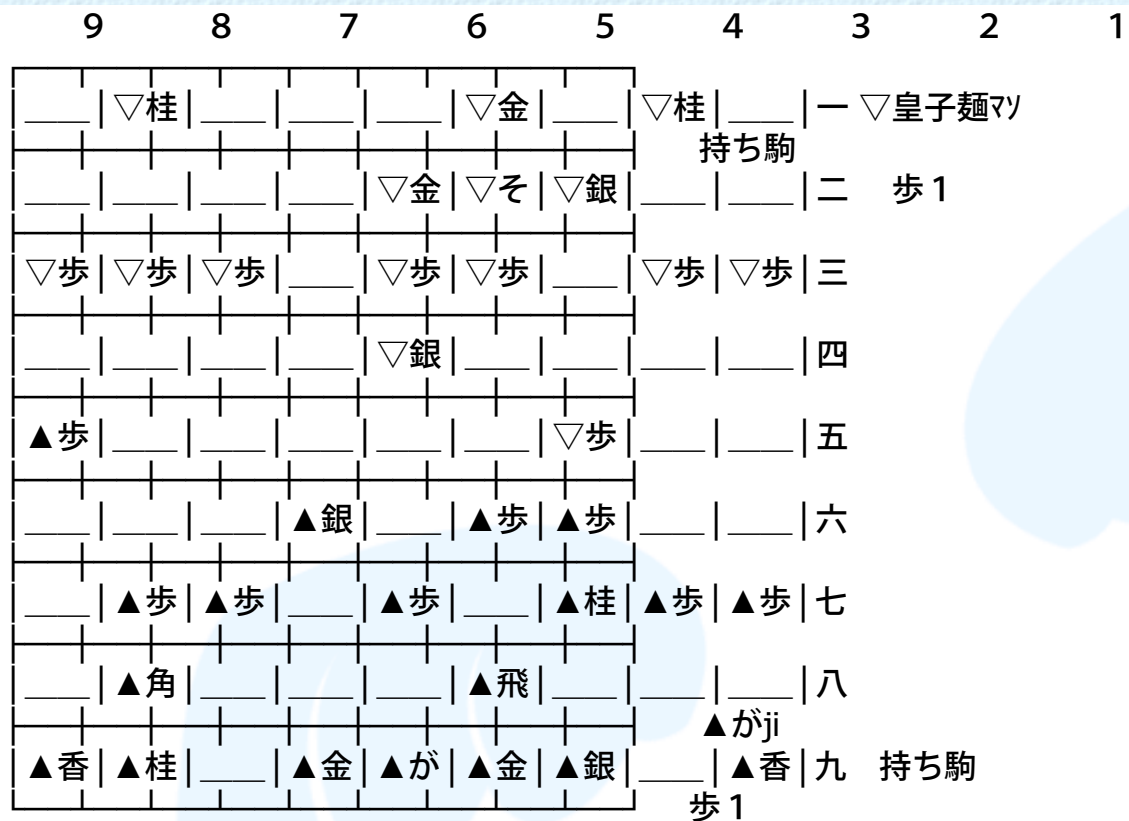 9 8 7 6 5 4 3 2 1
|＿|▽桂|＿|＿|＿|▽金|＿|▽桂|＿|一 ▽皇子麺ﾏｿ
持ち駒
|＿|＿|＿|＿|▽金|▽そ|▽銀|＿|＿|二 歩1
|▽歩|▽歩|▽歩|＿|▽歩|▽歩|＿|▽歩|▽歩|三
|＿|＿|＿|＿|▽銀|＿|＿|＿|＿|四
|▲歩|＿|＿|＿|＿|＿|▽歩|＿|＿|五
|＿|＿|＿|▲銀|＿|▲歩|▲歩|＿|＿|六
|＿|▲歩|▲歩|＿|▲歩|＿|▲桂|▲歩|▲歩|七
|＿|▲角|＿|＿|＿|▲飛|＿|＿|＿|八
▲がji
|▲香|▲桂|＿|▲金|▲が|▲金|▲銀|＿|▲香|九 持ち駒
歩1